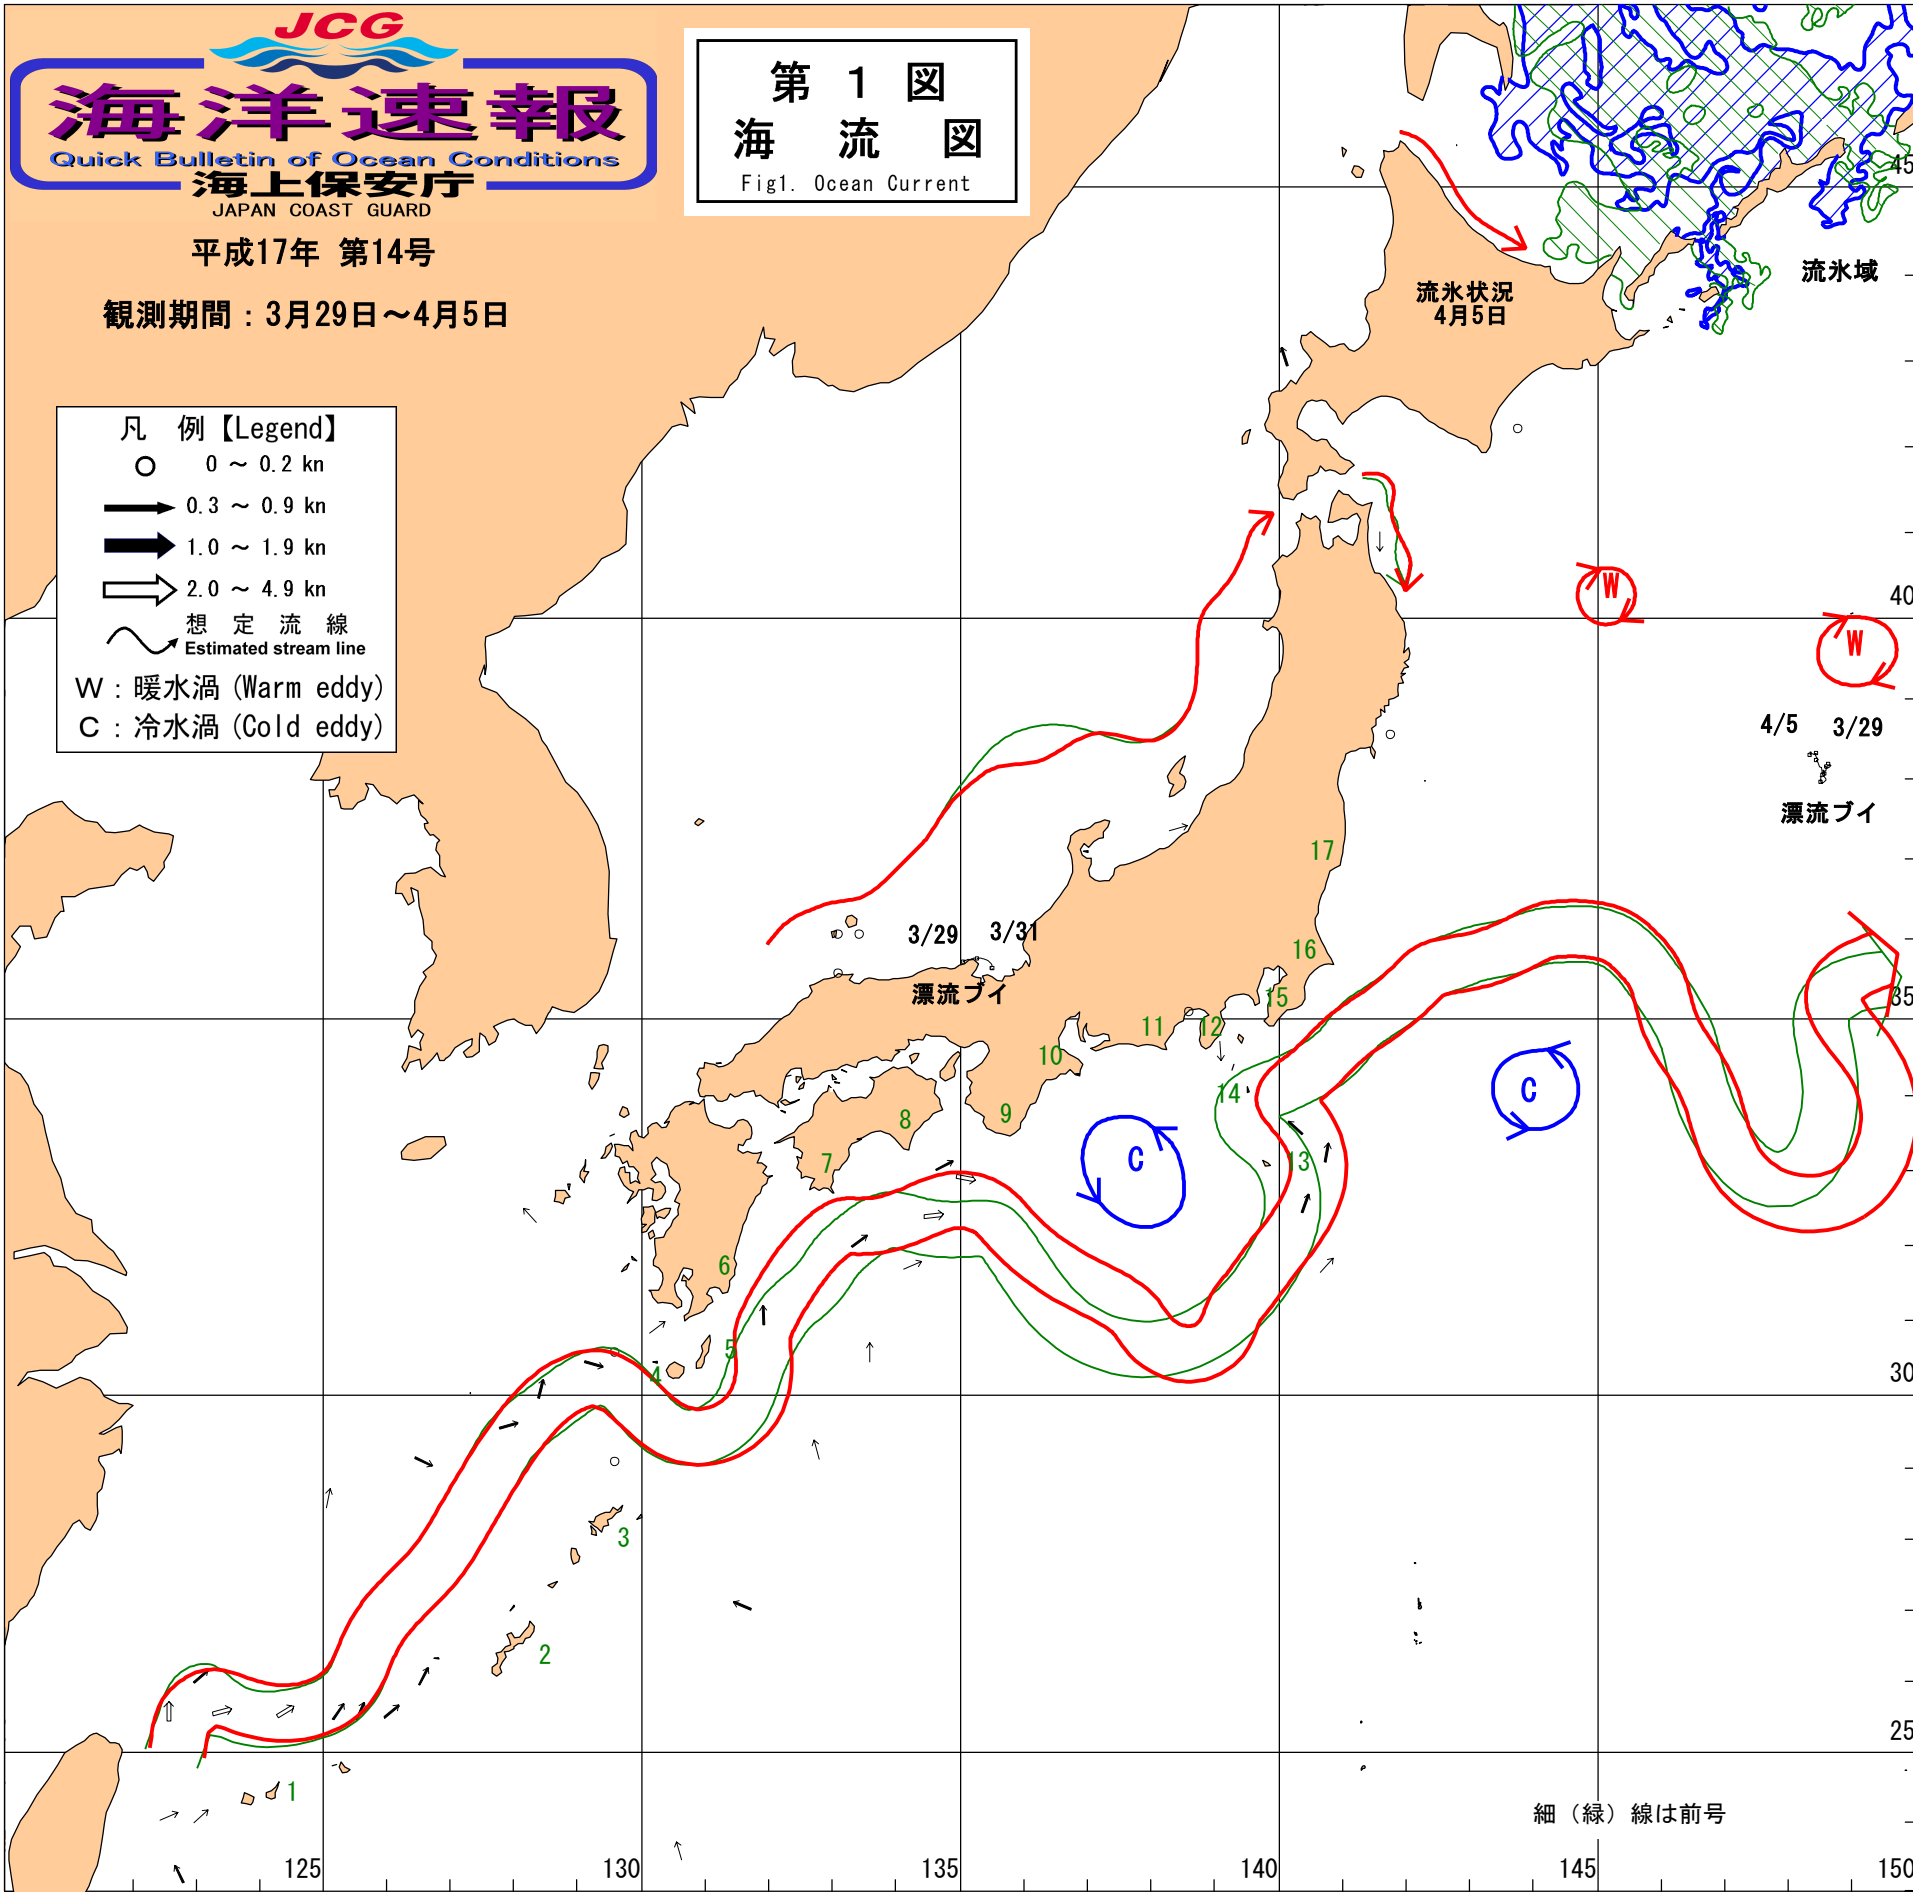 JCG
海洋速報
Quick Bulletin of Ocean Conditions
海上保安庁
JAPAN COAST GUARD
平成17年 第14号
観測期間：3月29日～4月5日
第 1 図
海 流 図
Fig1. Ocean Current
凡 例【Legend】
0 ～ 0.2 kn
0.3 ～ 0.9 kn
1.0 ～ 1.9 kn
2.0 ～ 4.9 kn
想 定 流 線
Estimated stream line
W：暖水渦(Warm eddy)
C：冷水渦(Cold eddy)
流氷状況
4月5日
流氷域
45
40
35
30
25
W
W
4/5 3/29
漂流ブイ
3/29 3/31
漂流ブイ
C
C
17
16
15
14
13
12
11
10
9
8
7
6
5
4
3
2
1
細（緑）線は前号
125
130
135
140
145
150